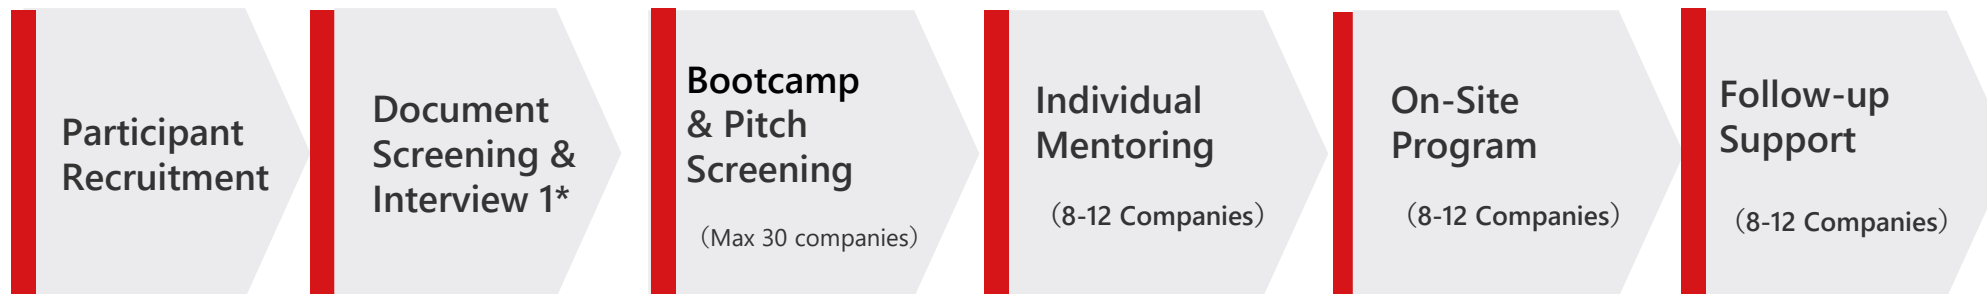 Participant
Recruitment
Document
Screening &
Interview 1*
Bootcamp
& Pitch
Screening
（Max 30 companies）
Individual
Mentoring
（8-12 Companies）
On-Site
Program
（8-12 Companies）
Follow-up
Support
（8-12 Companies）